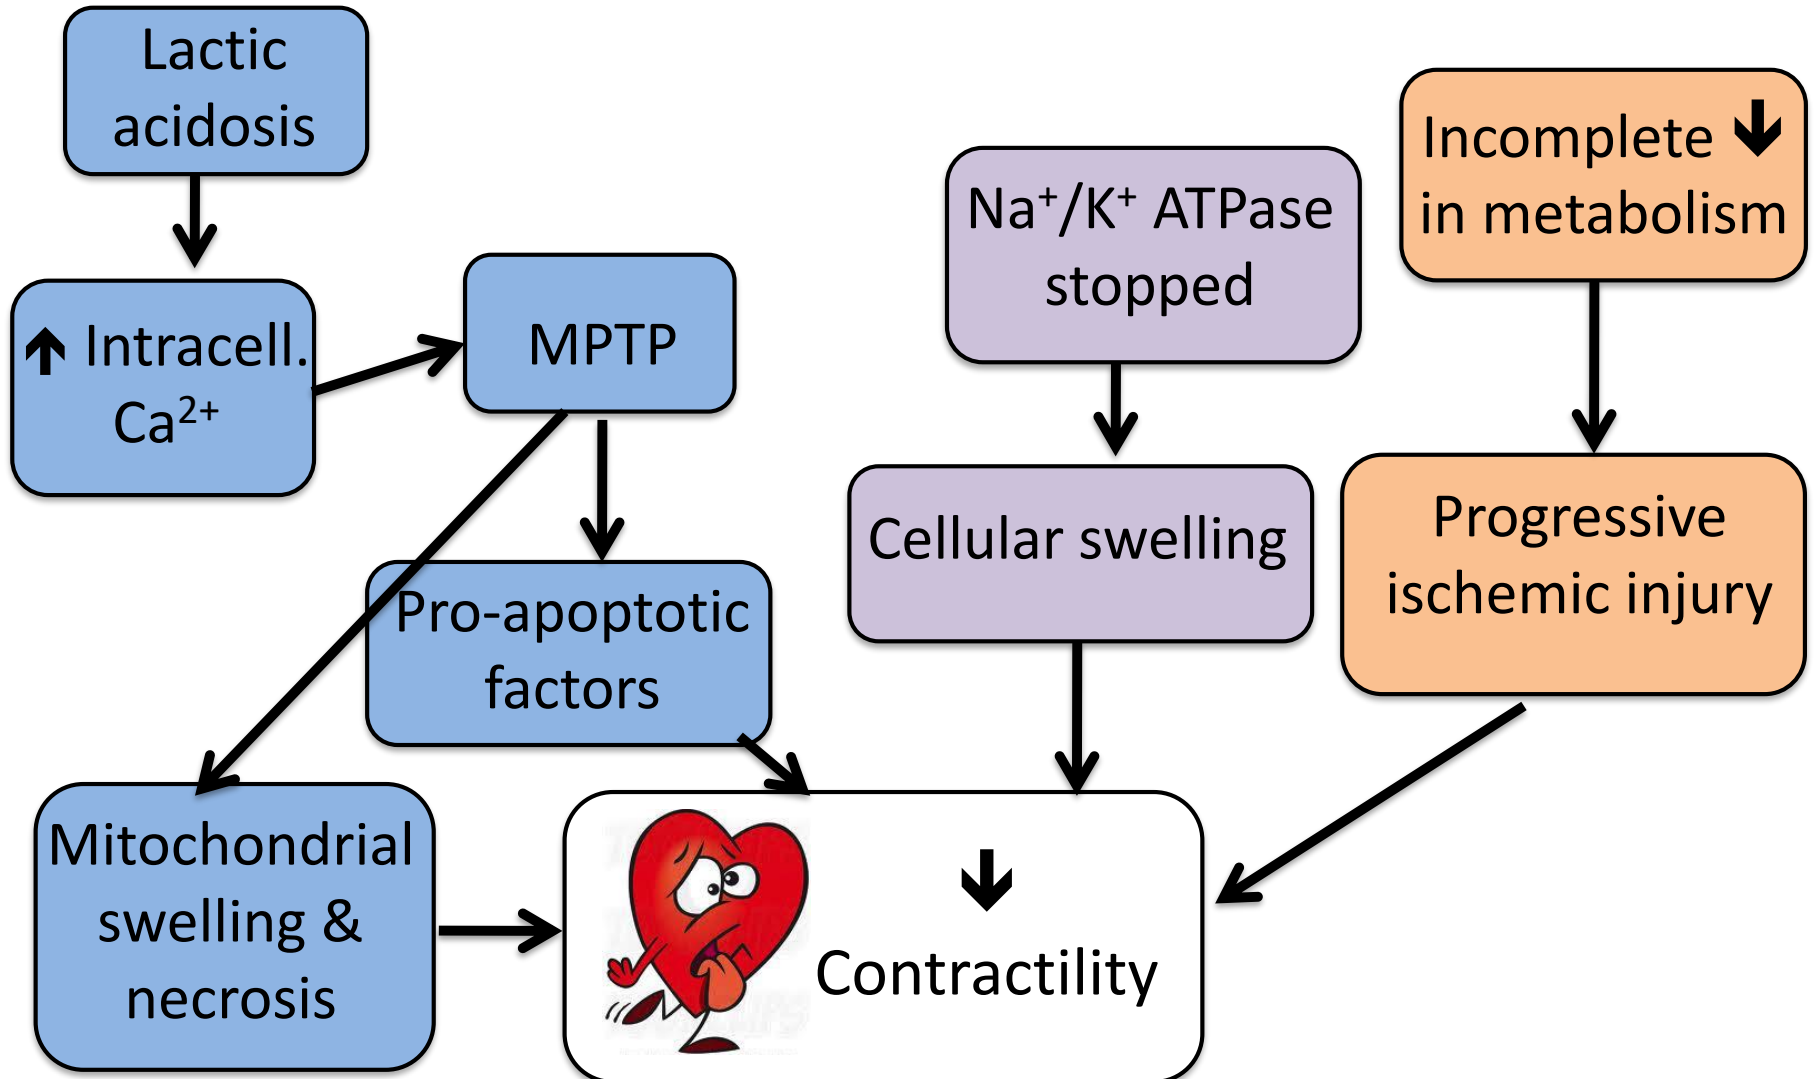 Lactic
acidosis
↑ Intracell.
Ca²⁺
MPTP
Pro-apoptotic
factors
Mitochondrial
swelling &
necrosis
Na⁺/K⁺ ATPase
stopped
Cellular swelling
Incomplete ↓
in metabolism
Progressive
ischemic injury
↓
Contractility